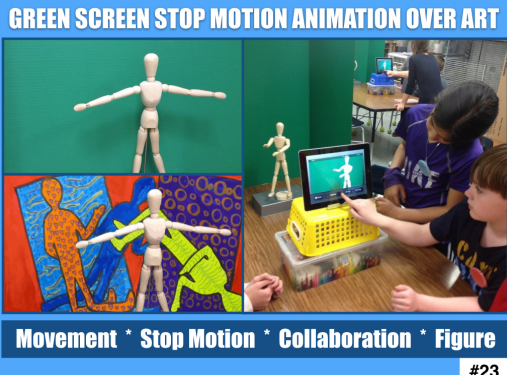 GREEN SCREEN STOP MOTION ANIMATION OVER ART
Movement * Stop Motion * Collaboration * Figure
#23